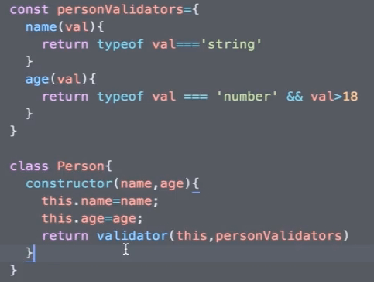 const personValidators={
  name(val){
    return typeof val==='string'
  }
  age(val){
    return typeof val === 'number' && val>18
  }
}

class Person{
  constructor(name,age){
    this.name=name;
    this.age=age;
    return validator(this,personValidators)
  }
}